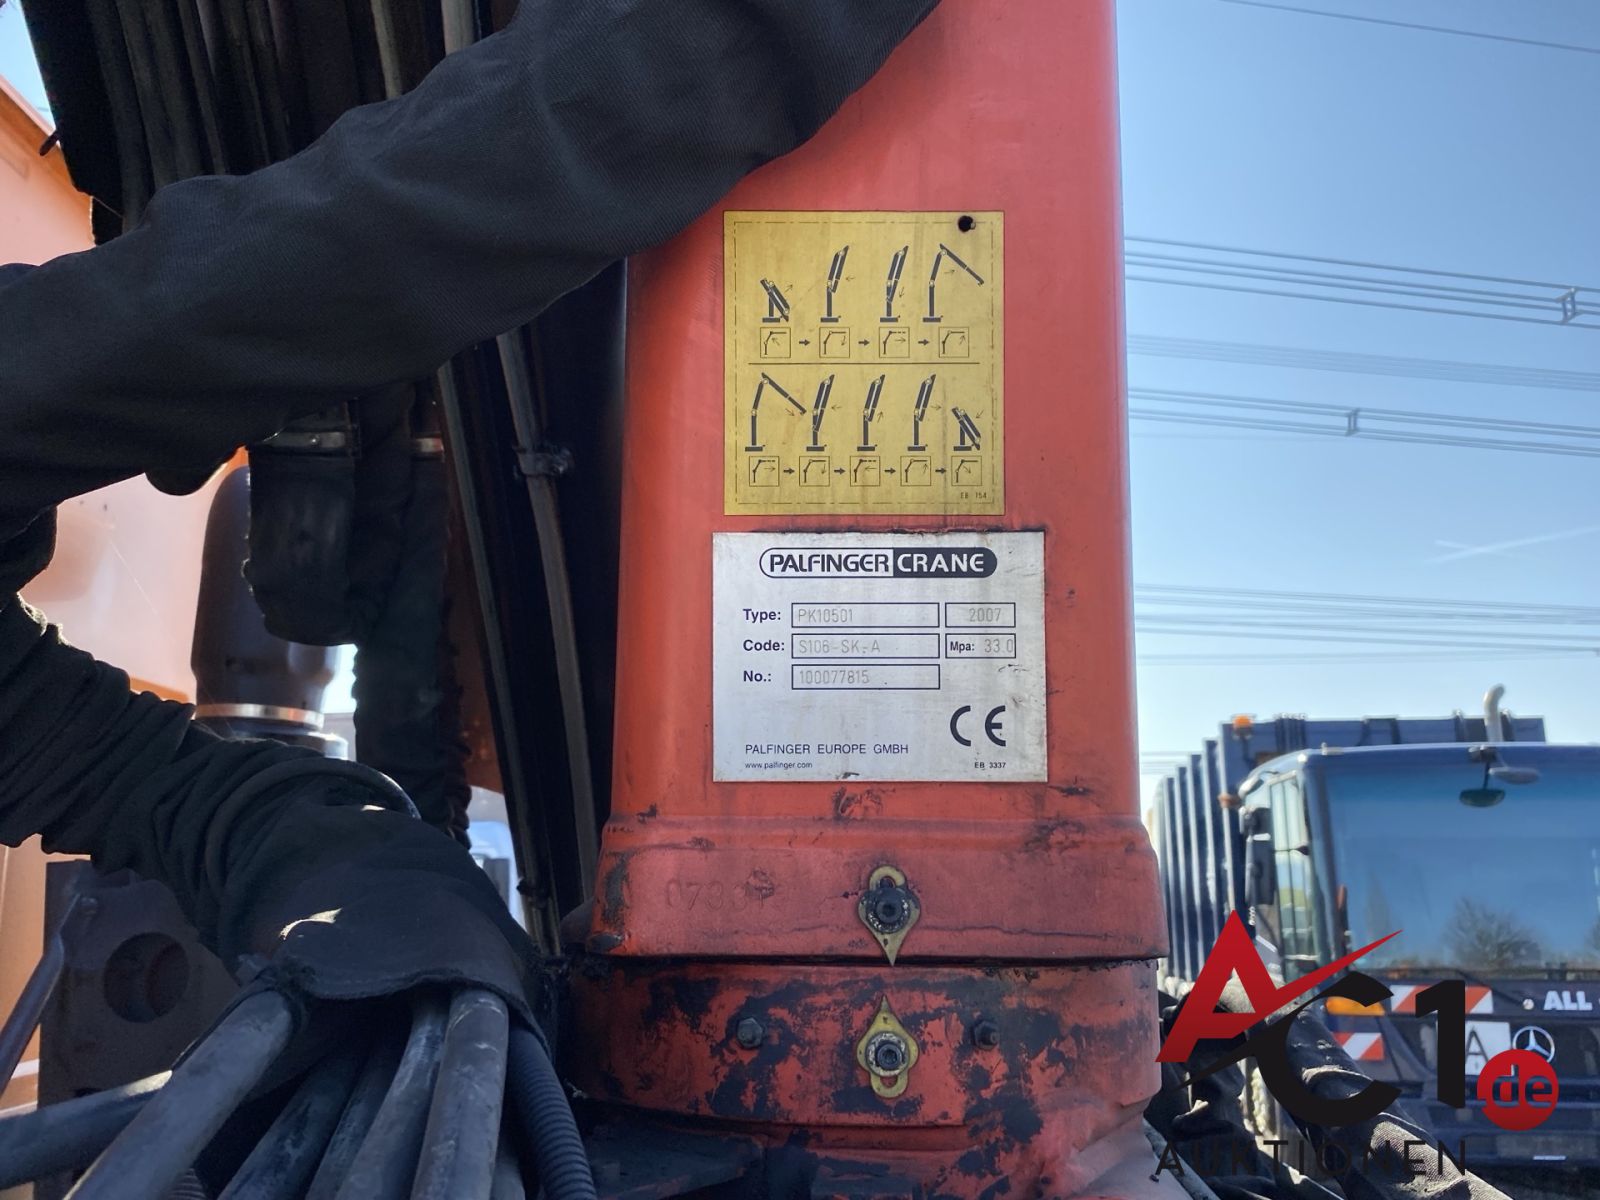 EB 154
PALFINGER CRANE
Type: PK10501 2007
Code: S106-SK-A Mpa: 33.0
No.: 100077815
CE
PALFINGER EUROPE GMBH
www.palfinger.com EB 3337
ALL
A
AC1.de
AUKTIONEN